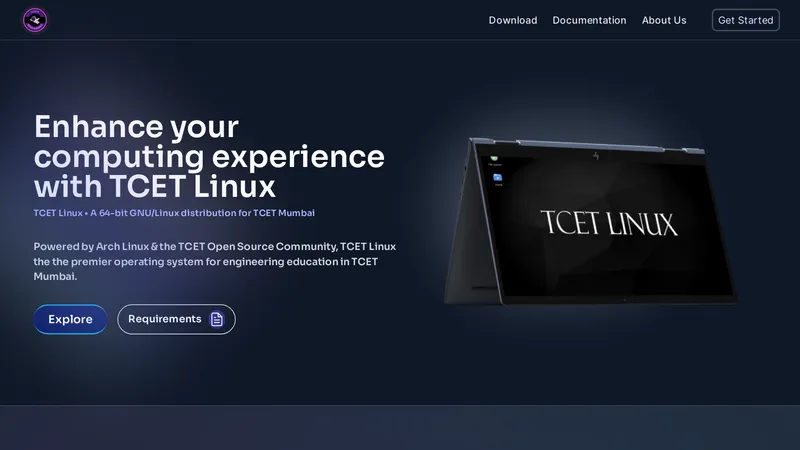 Download Documentation About Us Get Started
Enhance your
computing experience
with TCET Linux
TCET Linux • A 64-bit GNU/Linux distribution for TCET Mumbai
Powered by Arch Linux & the TCET Open Source Community, TCET Linux
the the premier operating system for engineering education in TCET
Mumbai.
Explore Requirements
TCET LINUX